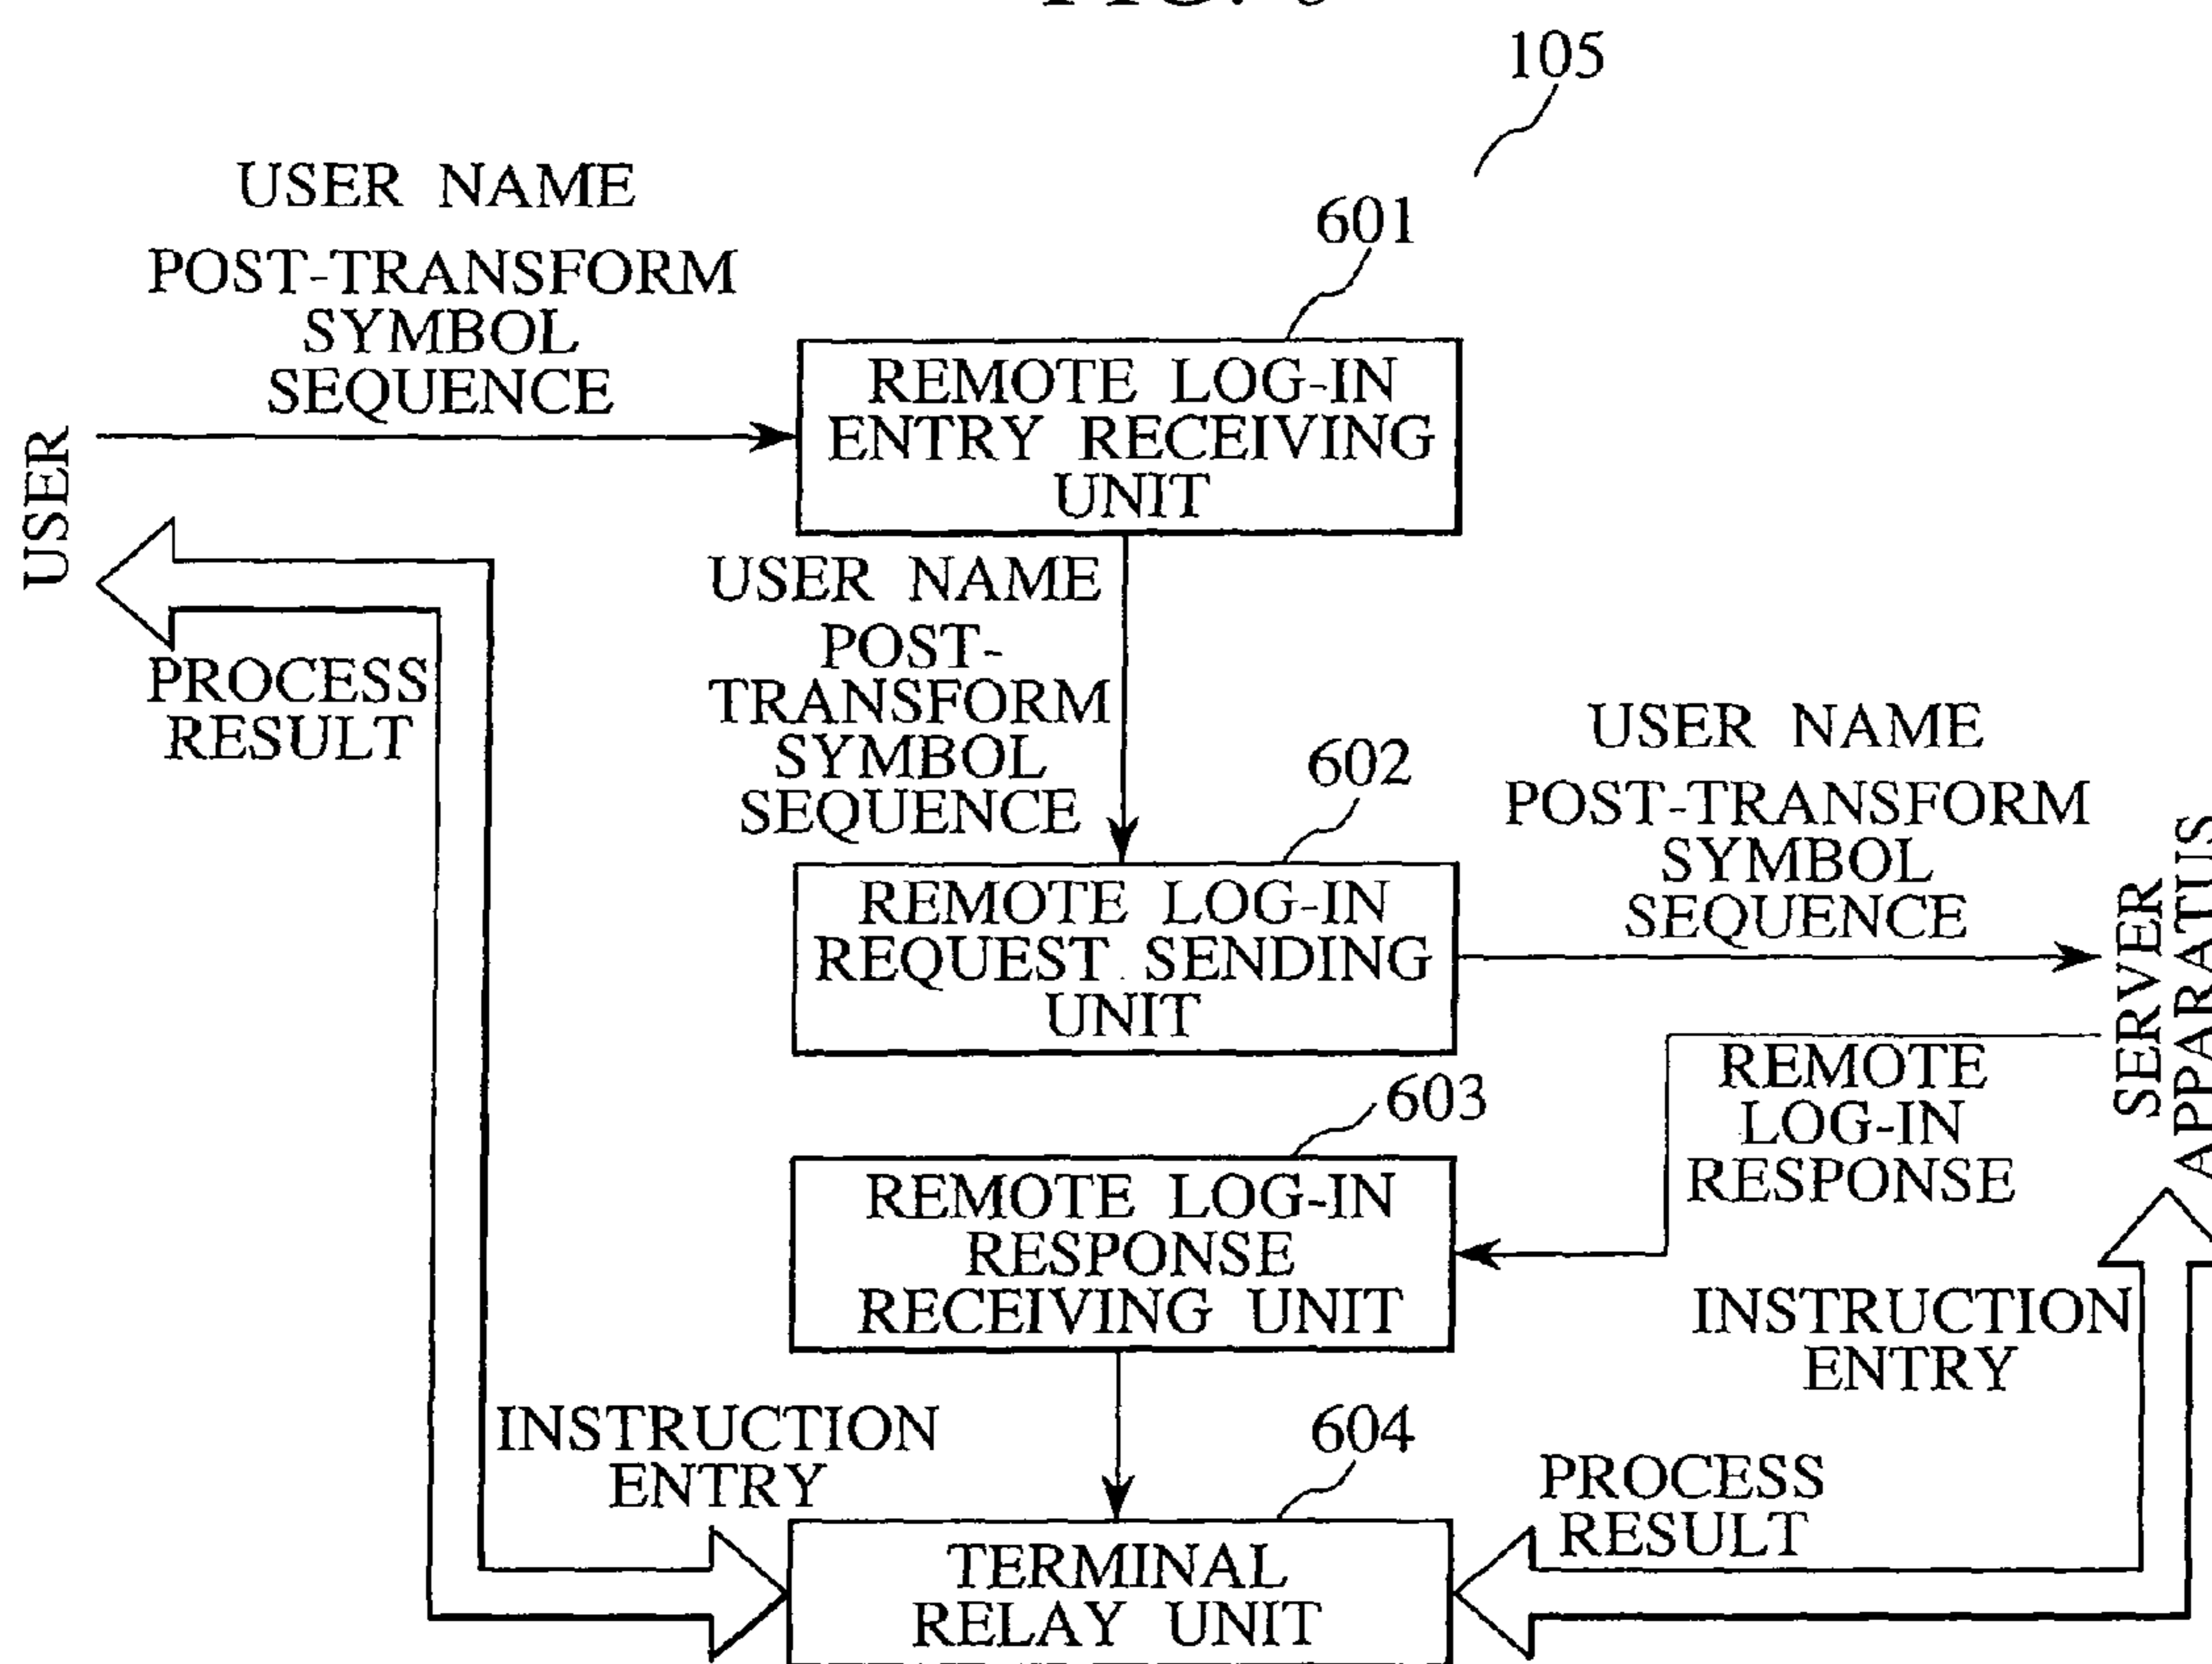 105
USER NAME
POST-TRANSFORM
SYMBOL
SEQUENCE
601
REMOTE LOG-IN
ENTRY RECEIVING
UNIT
USER
PROCESS
RESULT
USER NAME
POST-
TRANSFORM
SYMBOL
SEQUENCE
602
REMOTE LOG-IN
REQUEST SENDING
UNIT
USER NAME
POST-TRANSFORM
SYMBOL
SEQUENCE
SERVER
APPARATUS
REMOTE
LOG-IN
RESPONSE
603
REMOTE LOG-IN
RESPONSE
RECEIVING UNIT
INSTRUCTION
ENTRY
INSTRUCTION
ENTRY
604
PROCESS
RESULT
TERMINAL
RELAY UNIT